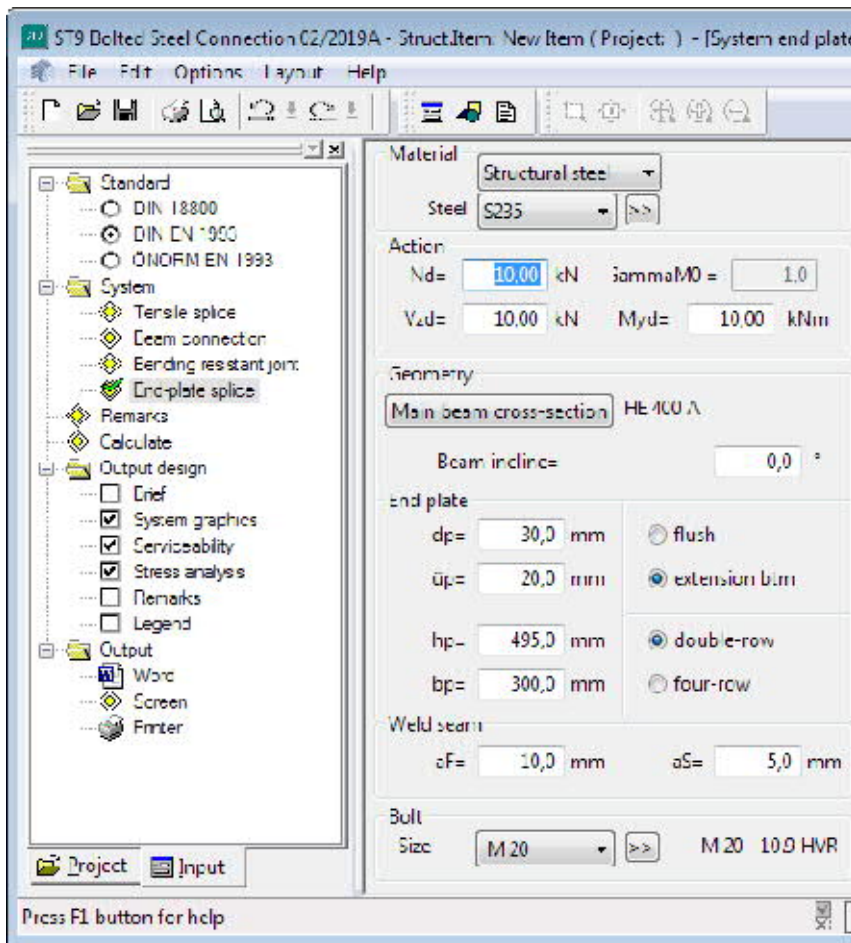 ST9 Bolted Steel Connection 02/2019A - Struct.Item: New Item ( Project: ) - [System end plate
File Edit Options Layout Help
Standard
DIN 18800
DIN EN 1993
ÖNORM EN 1993
System
Tensile splice
Beam connection
Bending resistant joint
End-plate splice
Remarks
Calculate
Output design
Brief
System graphics
Serviceability
Stress analysis
Remarks
Legend
Output
Word
Screen
Printer
Project Input
Material
Structural steel
Steel S235 >>
Action
Nd= 10,00 kN GammaM0 = 1,0
Vzd= 10,00 kN Myd= 10,00 kNm
Geometry
Main beam cross-section HE 400 A
Beam incline= 0,0 °
End plate
dp= 30,0 mm flush
üp= 20,0 mm extension btm
hp= 495,0 mm double-row
bp= 300,0 mm four-row
Weld seam
aF= 10,0 mm aS= 5,0 mm
Bolt
Size M 20 >> M 20 10.9 HVR
Press F1 button for help